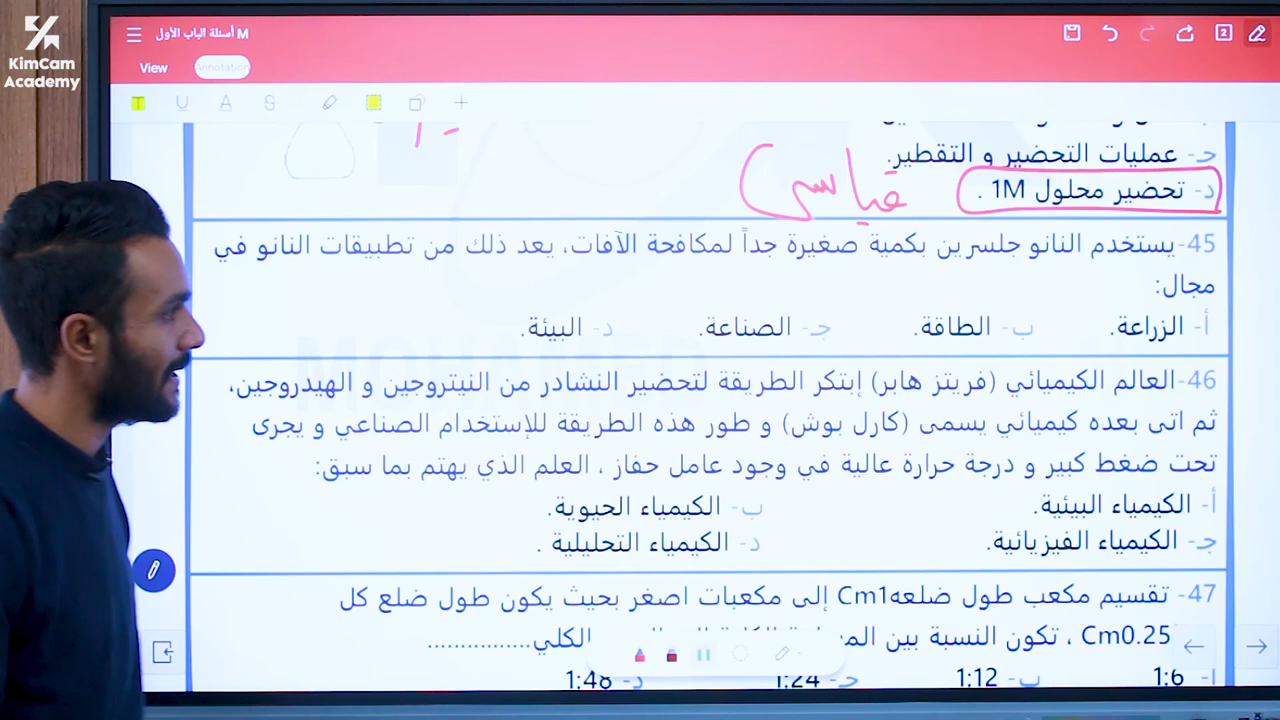 KimCam
Academy
M أسئلة الباب الأول
2
View
Annotation
T U A S
جـ- عمليات التحضير و التقطير.
د- تحضير محلول 1M .
قياسى
45-يستخدم النانو جلسرين بكمية صغيرة جداً لمكافحة الآفات، يعد ذلك من تطبيقات النانو في
مجال:
أ- الزراعة. ب- الطاقة. جـ- الصناعة. د- البيئة.
46-العالم الكيميائي (فريتز هابر) إبتكر الطريقة لتحضير النشادر من النيتروجين و الهيدروجين،
ثم اتى بعده كيميائي يسمى (كارل بوش) و طور هذه الطريقة للإستخدام الصناعي و يجرى
تحت ضغط كبير و درجة حرارة عالية في وجود عامل حفاز ، العلم الذي يهتم بما سبق:
أ- الكيمياء البيئية. ب- الكيمياء الحيوية.
جـ- الكيمياء الفيزيائية. د- الكيمياء التحليلية .
47- تقسيم مكعب طول ضلعه1Cm إلى مكعبات اصغر بحيث يكون طول ضلع كل
Cm0.25 ، تكون النسبة بين الكلي................
أ- 1:6 ب- 1:12 جـ- 1:24 د- 1:48